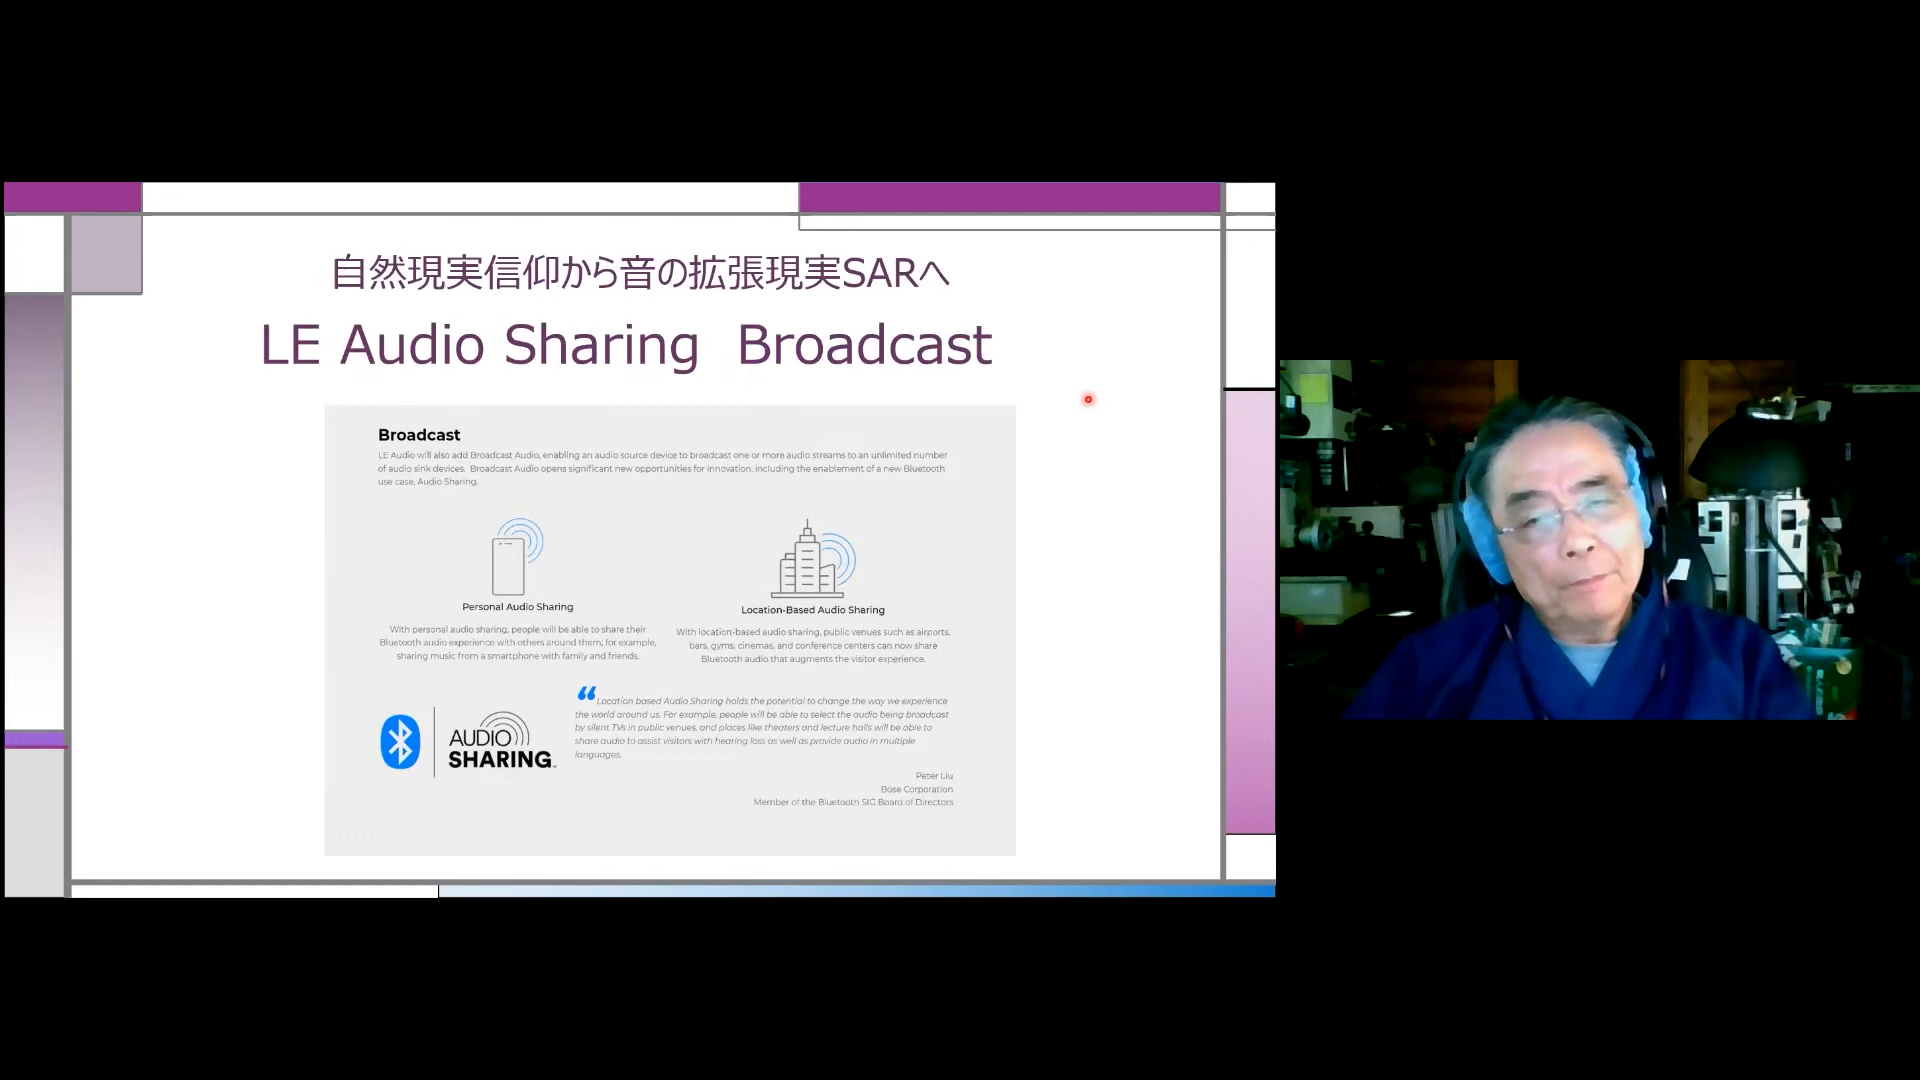 自然現実信仰から音の拡張現実SARへ
LE Audio Sharing Broadcast
Broadcast
LE Audio will also add Broadcast Audio, enabling an audio source device to broadcast one or more audio streams to an unlimited number
of audio sink devices. Broadcast Audio opens significant new opportunities for innovation, including the enablement of a new Bluetooth
use case, Audio Sharing.
Personal Audio Sharing
With personal audio sharing, people will be able to share their
Bluetooth audio experience with others around them; for example,
sharing music from a smartphone with family and friends.
Location-Based Audio Sharing
With location-based audio sharing, public venues such as airports,
bars, gyms, cinemas, and conference centers can now share
Bluetooth audio that augments the visitor experience.
AUDIO
SHARING
“Location based Audio Sharing holds the potential to change the way we experience
the world around us. For example, people will be able to select the audio being broadcast
by silent TVs in public venues, and places like theaters and lecture halls will be able to
share audio to assist visitors with hearing loss as well as provide audio in multiple
languages.
Peter Liu
Bose Corporation
Member of the Bluetooth SIG Board of Directors